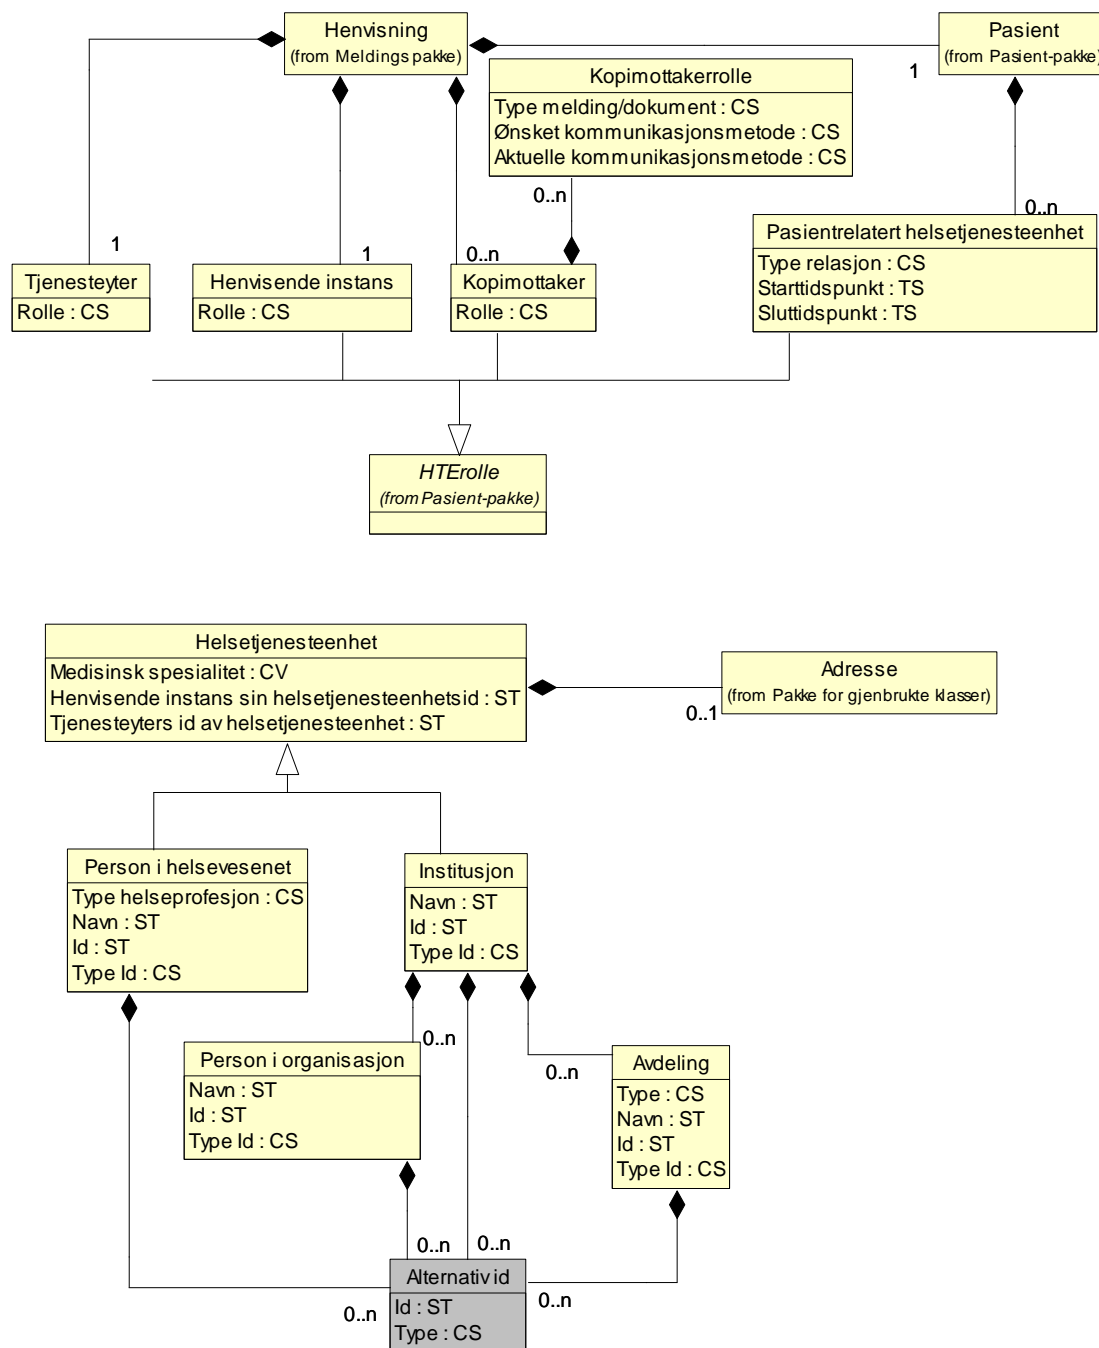 Henvisning
(from Meldingspakke)
Pasient
(from Pasient-pakke)
1
Kopimottakerrolle
Type melding/dokument : CS
Ønsket kommunikasjonsmetode : CS
Aktuelle kommunikasjonsmetode : CS
0..n
0..n
1
1
0..n
Tjenesteyter
Rolle : CS
Henvisende instans
Rolle : CS
Kopimottaker
Rolle : CS
Pasientrelatert helsetjenesteenhet
Type relasjon : CS
Starttidspunkt : TS
Sluttidspunkt : TS
HTErolle
(from Pasient-pakke)
Helsetjenesteenhet
Medisinsk spesialitet : CV
Henvisende instans sin helsetjenesteenhetsid : ST
Tjenesteyters id av helsetjenesteenhet : ST
Adresse
(from Pakke for gjenbrukte klasser)
0..1
Person i helsevesenet
Type helseprofesjon : CS
Navn : ST
Id : ST
Type Id : CS
Institusjon
Navn : ST
Id : ST
Type Id : CS
0..n
0..n
Person i organisasjon
Navn : ST
Id : ST
Type Id : CS
Avdeling
Type : CS
Navn : ST
Id : ST
Type Id : CS
0..n
0..n
0..n
0..n
Alternativ id
Id : ST
Type : CS